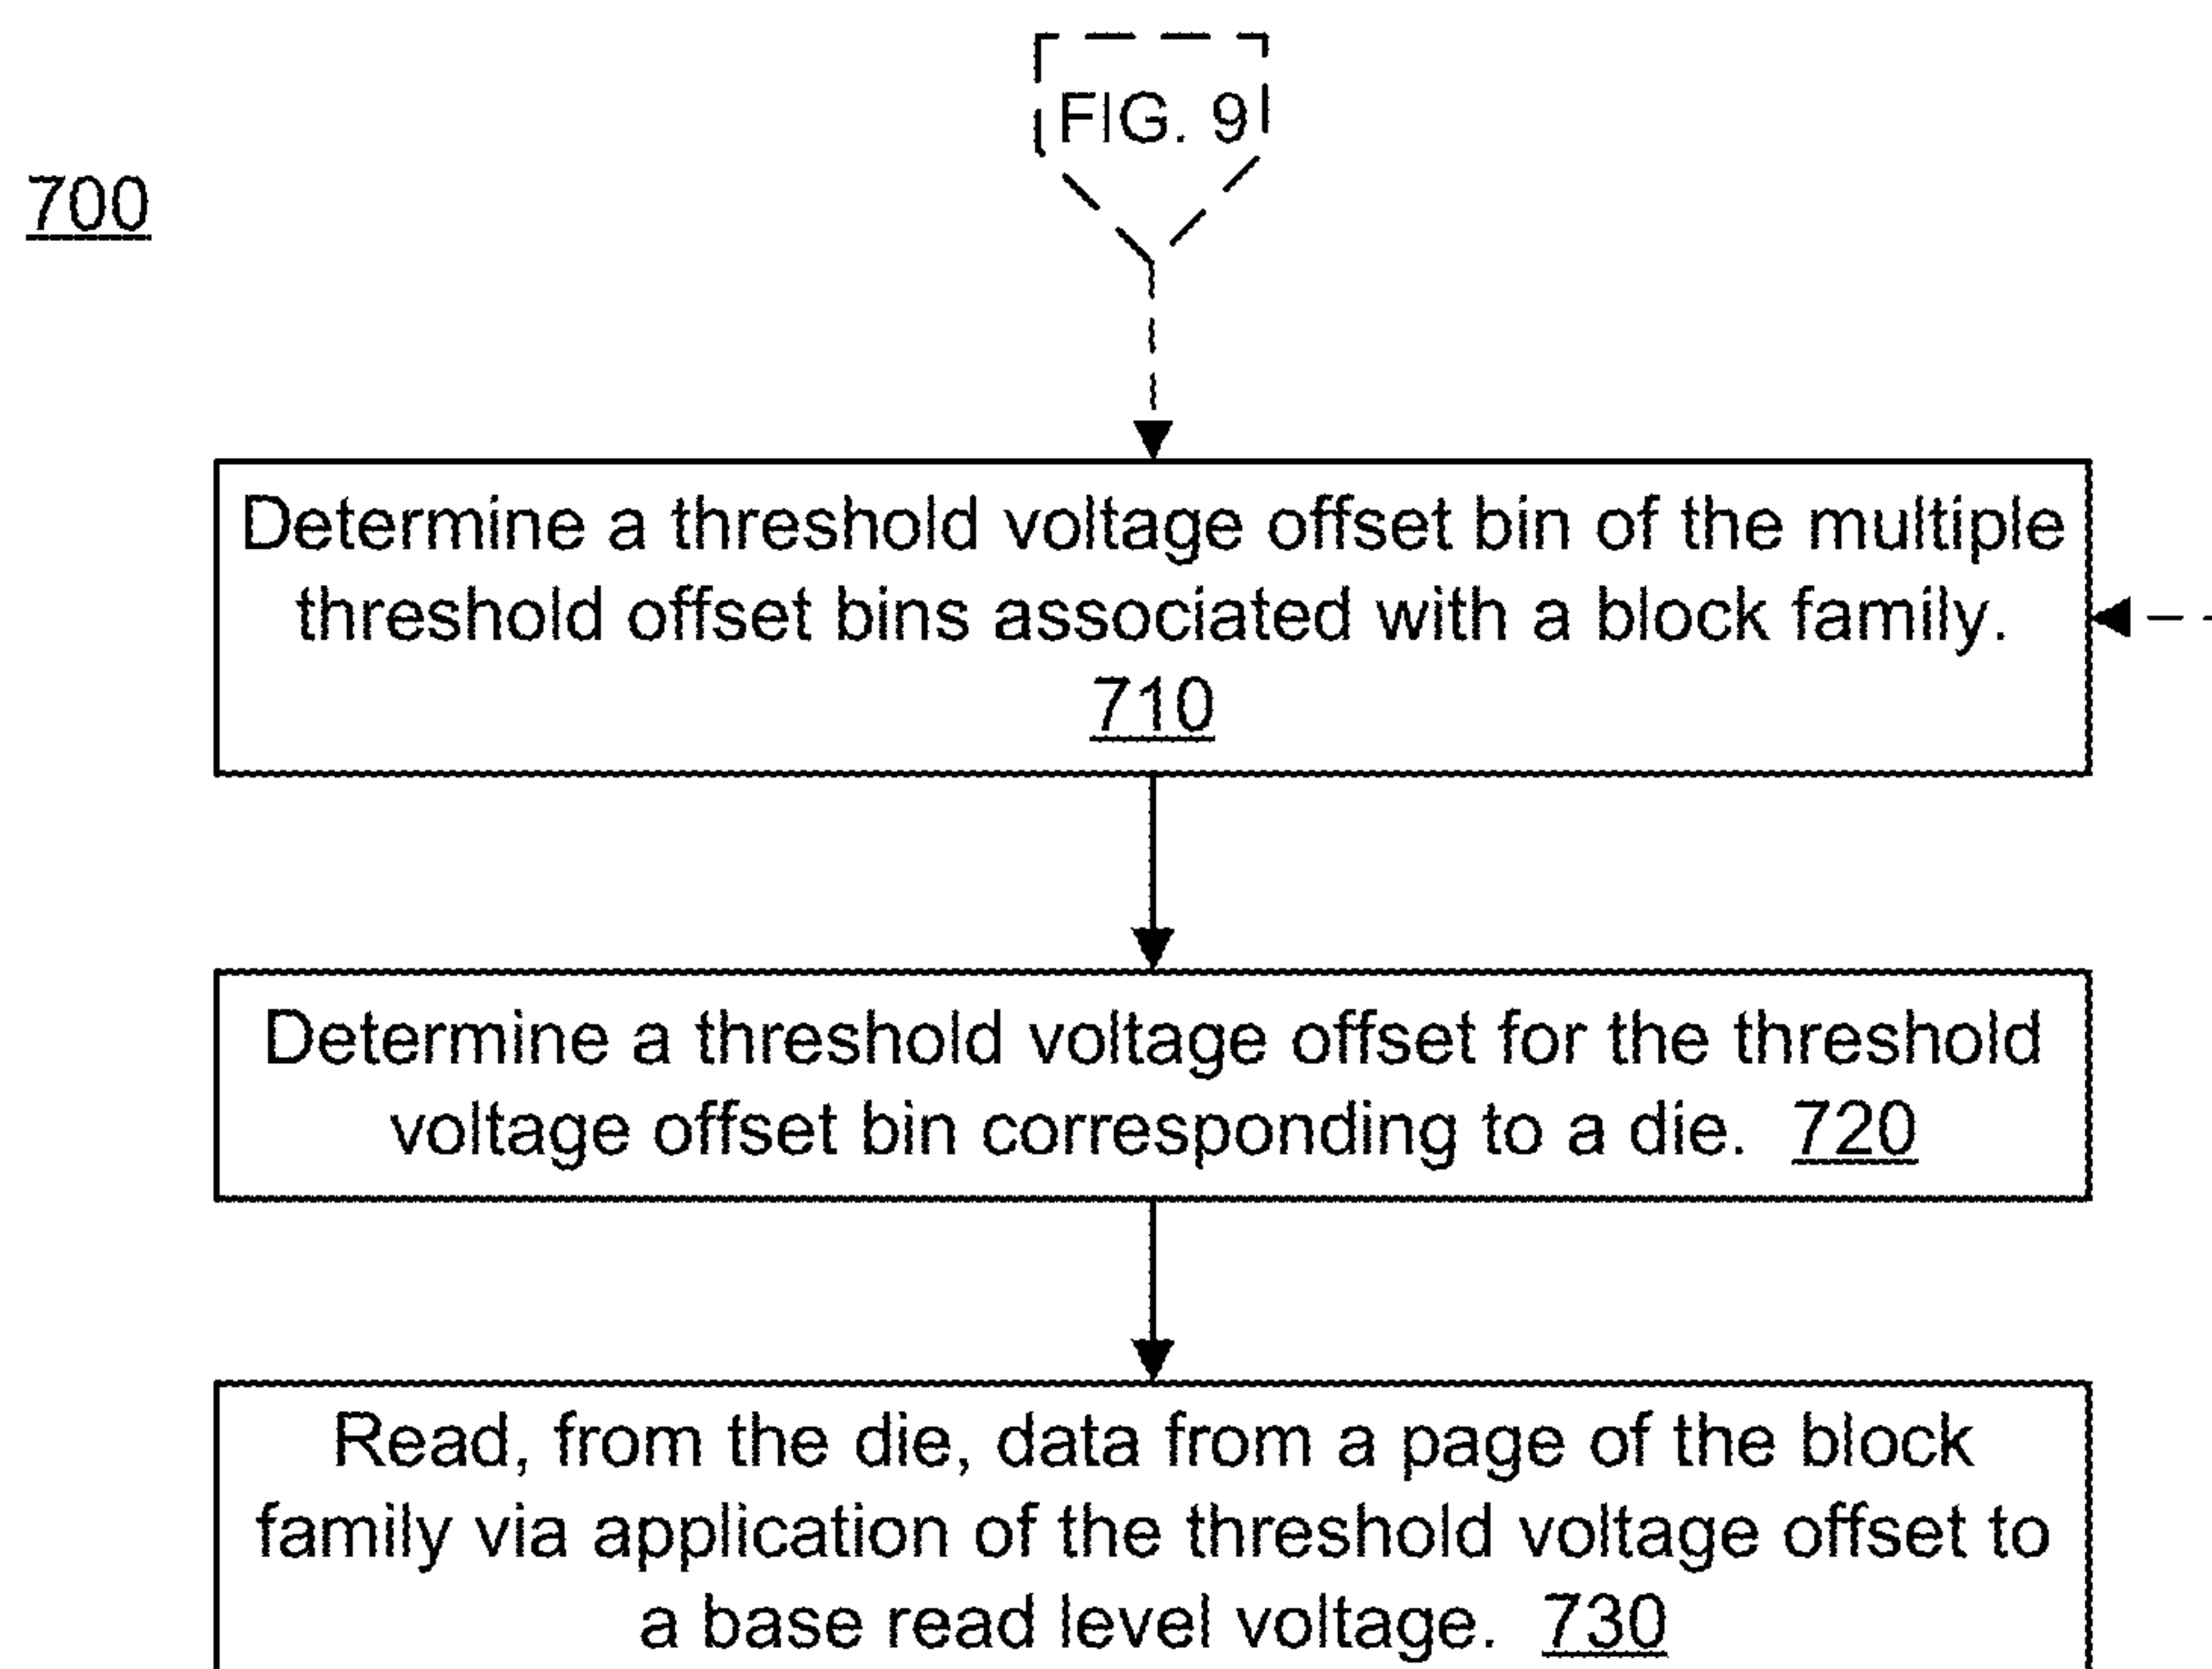 FIG. 9
700
Determine a threshold voltage offset bin of the multiple
threshold offset bins associated with a block family.
710
Determine a threshold voltage offset for the threshold
voltage offset bin corresponding to a die. 720
Read, from the die, data from a page of the block
family via application of the threshold voltage offset to
a base read level voltage. 730